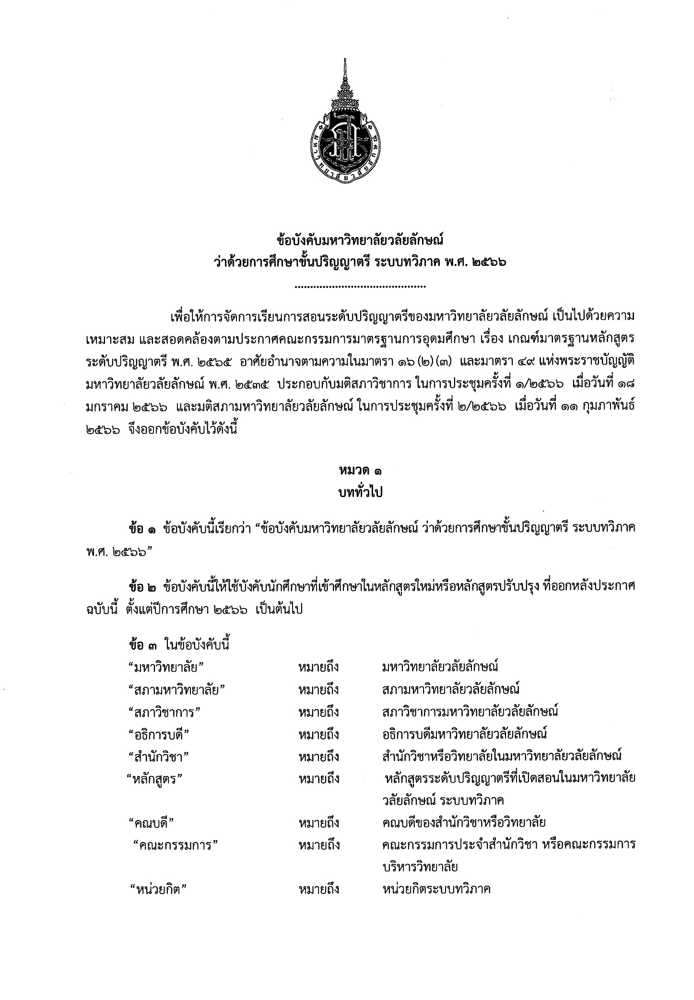 มหาวิทยาลัยวลัยลักษณ์
ข้อบังคับมหาวิทยาลัยวลัยลักษณ์
ว่าด้วยการศึกษาขั้นปริญญาตรี ระบบทวิภาค พ.ศ. ๒๕๖๖
..........................................
เพื่อให้การจัดการเรียนการสอนระดับปริญญาตรีของมหาวิทยาลัยวลัยลักษณ์ เป็นไปด้วยความ
เหมาะสม และสอดคล้องตามประกาศคณะกรรมการมาตรฐานการอุดมศึกษา เรื่อง เกณฑ์มาตรฐานหลักสูตร
ระดับปริญญาตรี พ.ศ. ๒๕๖๕ อาศัยอำนาจตามความในมาตรา ๑๖ (๒) (๓) และมาตรา ๔๙ แห่งพระราชบัญญัติ
มหาวิทยาลัยวลัยลักษณ์ พ.ศ. ๒๕๓๕ ประกอบกับมติสภาวิชาการ ในการประชุมครั้งที่ ๑/๒๕๖๖ เมื่อวันที่ ๑๘
มกราคม ๒๕๖๖ และมติสภามหาวิทยาลัยวลัยลักษณ์ ในการประชุมครั้งที่ ๒/๒๕๖๖ เมื่อวันที่ ๑๑ กุมภาพันธ์
๒๕๖๖ จึงออกข้อบังคับไว้ดังนี้
หมวด ๑
บททั่วไป
ข้อ ๑ ข้อบังคับนี้เรียกว่า “ข้อบังคับมหาวิทยาลัยวลัยลักษณ์ ว่าด้วยการศึกษาขั้นปริญญาตรี ระบบทวิภาค
พ.ศ. ๒๕๖๖”
ข้อ ๒ ข้อบังคับนี้ให้ใช้บังคับนักศึกษาที่เข้าศึกษาในหลักสูตรใหม่หรือหลักสูตรปรับปรุง ที่ออกหลังประกาศ
ฉบับนี้ ตั้งแต่ปีการศึกษา ๒๕๖๖ เป็นต้นไป
ข้อ ๓ ในข้อบังคับนี้
“มหาวิทยาลัย” หมายถึง มหาวิทยาลัยวลัยลักษณ์
“สภามหาวิทยาลัย” หมายถึง สภามหาวิทยาลัยวลัยลักษณ์
“สภาวิชาการ” หมายถึง สภาวิชาการมหาวิทยาลัยวลัยลักษณ์
“อธิการบดี” หมายถึง อธิการบดีมหาวิทยาลัยวลัยลักษณ์
“สำนักวิชา” หมายถึง สำนักวิชาหรือวิทยาลัยในมหาวิทยาลัยวลัยลักษณ์
“หลักสูตร” หมายถึง หลักสูตรระดับปริญญาตรีที่เปิดสอนในมหาวิทยาลัย
วลัยลักษณ์ ระบบทวิภาค
“คณบดี” หมายถึง คณบดีของสำนักวิชาหรือวิทยาลัย
“คณะกรรมการ” หมายถึง คณะกรรมการประจำสำนักวิชา หรือคณะกรรมการ
บริหารวิทยาลัย
“หน่วยกิต” หมายถึง หน่วยกิตระบบทวิภาค